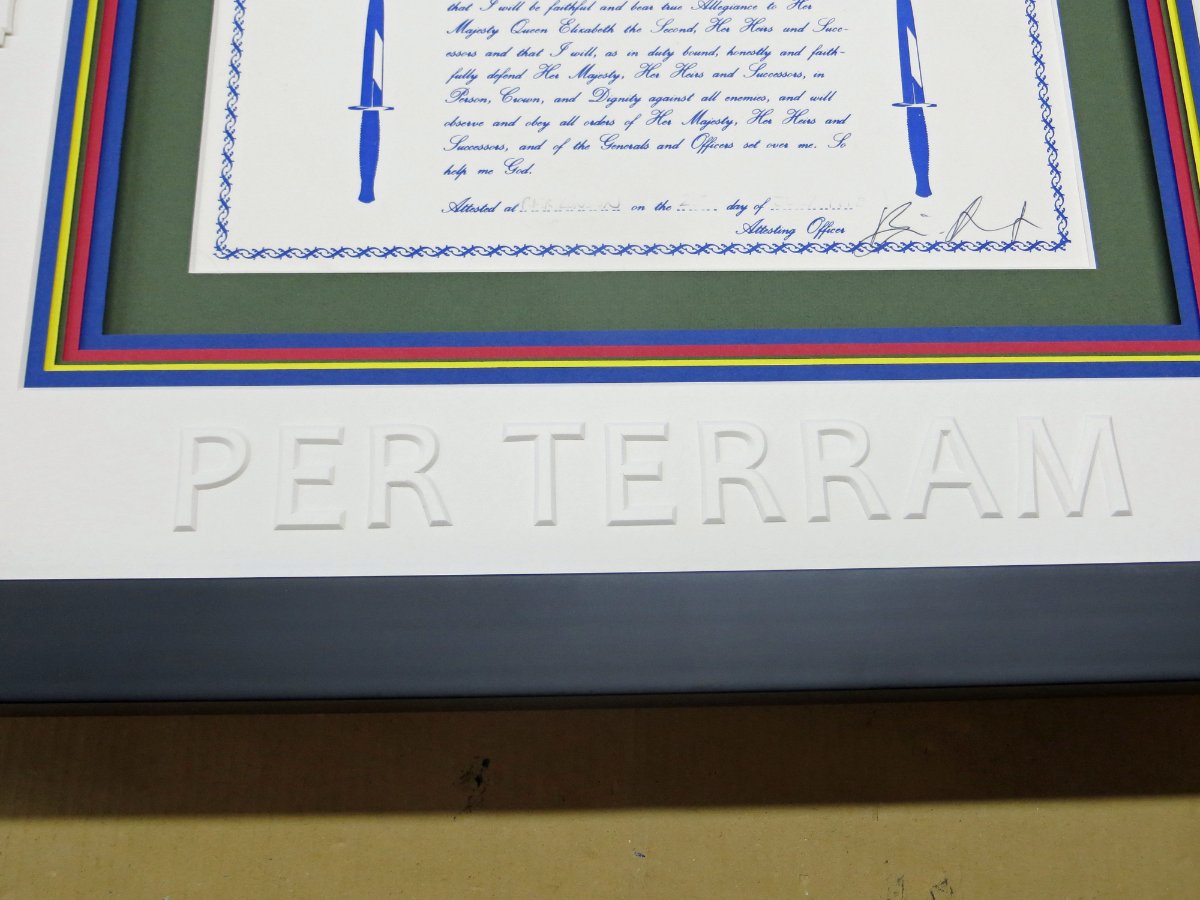 that I will be faithful and bear true Allegiance to Her
Majesty Queen Elizabeth the Second, Her Heirs and Succ-
essors and that I will, as in duty bound, honestly and faith-
fully defend Her Majesty, Her Heirs and Successors, in
Person, Crown, and Dignity against all enemies, and will
observe and obey all orders of Her Majesty, Her Heirs and
Successors, and of the Generals and Officers set over me. So
help me God.
Attested at on the day of
Attesting Officer
PER TERRAM